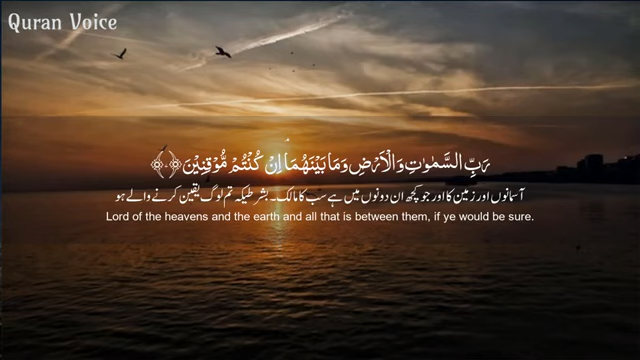 Quran Voice
رَبِّ السَّمٰوٰتِ وَالْاَرْضِ وَمَا بَيْنَهُمَا اِنْ كُنْتُمْ مُّوْقِنِيْنَ
آسمانوں اور زمین کا اور جو کچھ ان دونوں میں ہے سب کا مالک۔ بشرطیکہ تم لوگ یقین کرنے والے ہو
Lord of the heavens and the earth and all that is between them, if ye would be sure.